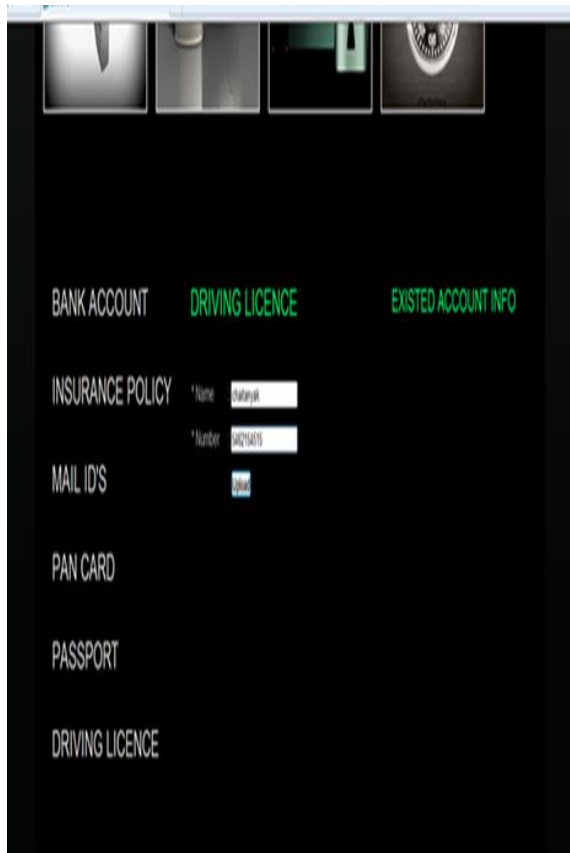 BANK ACCOUNT DRIVING LICENCE EXISTED ACCOUNT INFO
INSURANCE POLICY * Name chaitanyak
* Number
MAIL ID'S Upload
PAN CARD
PASSPORT
DRIVING LICENCE